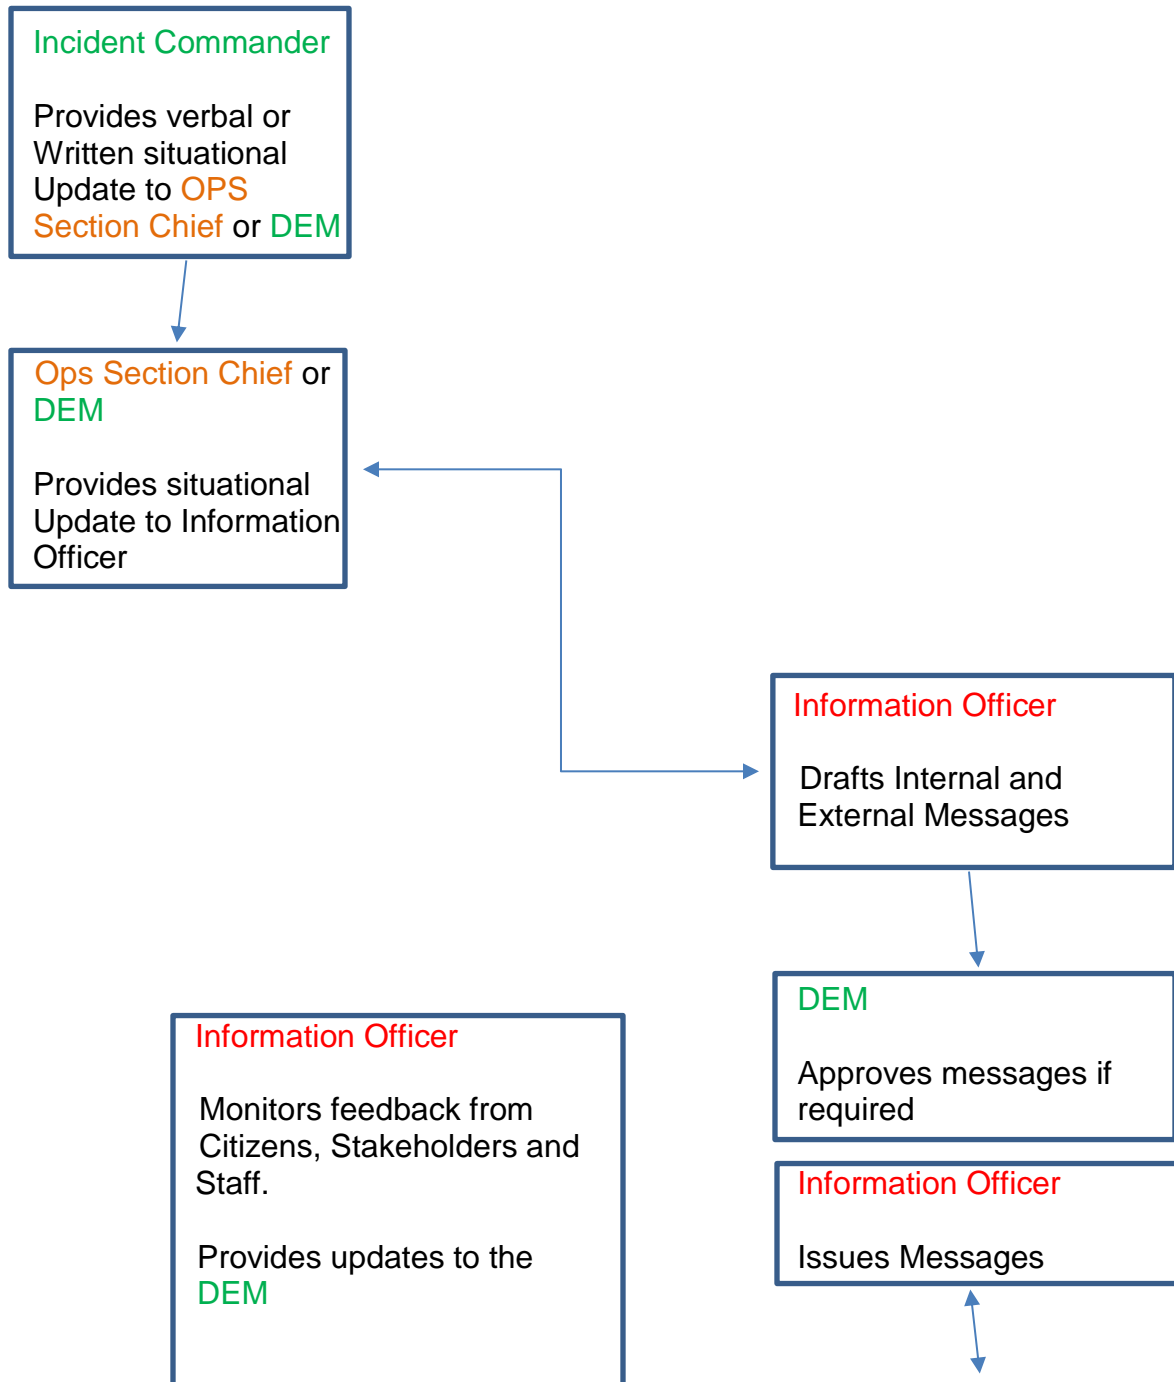 Incident Commander
Provides verbal or
Written situational
Update to OPS
Section Chief or DEM
Ops Section Chief or
DEM
Provides situational
Update to Information
Officer
Information Officer
Drafts Internal and
External Messages
DEM
Approves messages if
required
Information Officer
Issues Messages
Information Officer
Monitors feedback from
Citizens, Stakeholders and
Staff.
Provides updates to the
DEM